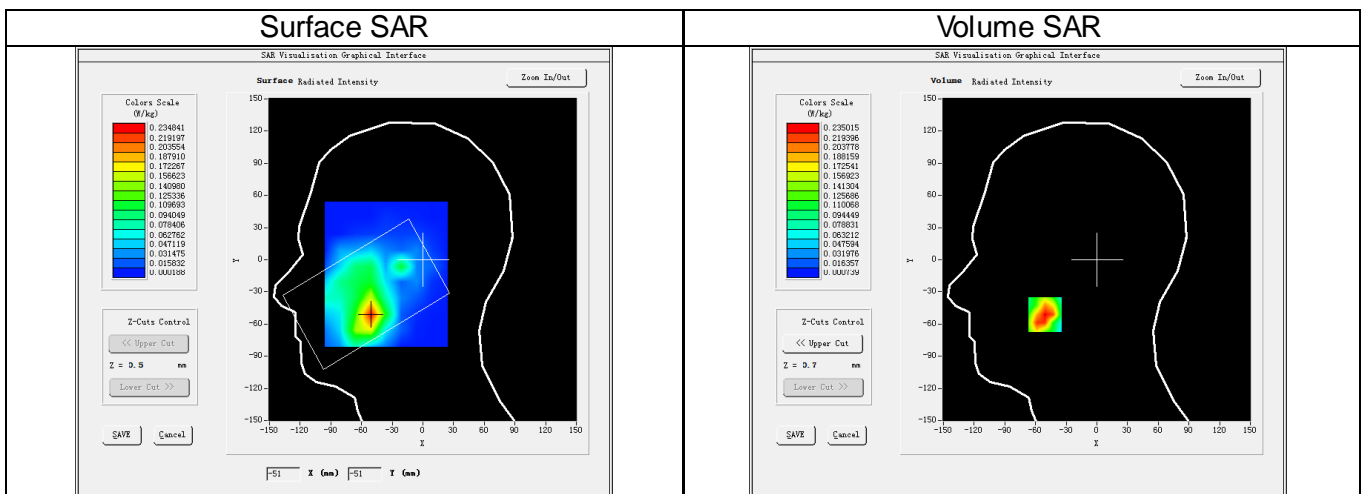 Surface SAR
SAR Visualisation Graphical Interface
Surface Radiated Intensity
Zoom In/Out
Colors Scale
(W/kg)
0.234841
0.219197
0.203554
0.187910
0.172267
0.156623
0.140980
0.125336
0.109693
0.094049
0.078406
0.062762
0.047119
0.031475
0.015832
0.000188
150
120
90
60
30
0
-30
-60
-90
-120
-150
Y
-150 -120 -90 -60 -30 0 30 60 90 120 150
X
Z-Cuts Control
<< Upper Cut
Z = 0.5 mm
Lower Cut >>
SAVE Cancel
-51 X (mm) -51 Y (mm)
Volume SAR
SAR Visualisation Graphical Interface
Volume Radiated Intensity
Zoom In/Out
Colors Scale
(W/kg)
0.235015
0.219396
0.203778
0.188159
0.172541
0.156923
0.141304
0.125686
0.110068
0.094449
0.078831
0.063212
0.047594
0.031976
0.016357
0.000739
150
120
90
60
30
0
-30
-60
-90
-120
-150
Y
-150 -120 -90 -60 -30 0 30 60 90 120 150
X
Z-Cuts Control
<< Upper Cut
Z = 0.7 mm
Lower Cut >>
SAVE Cancel